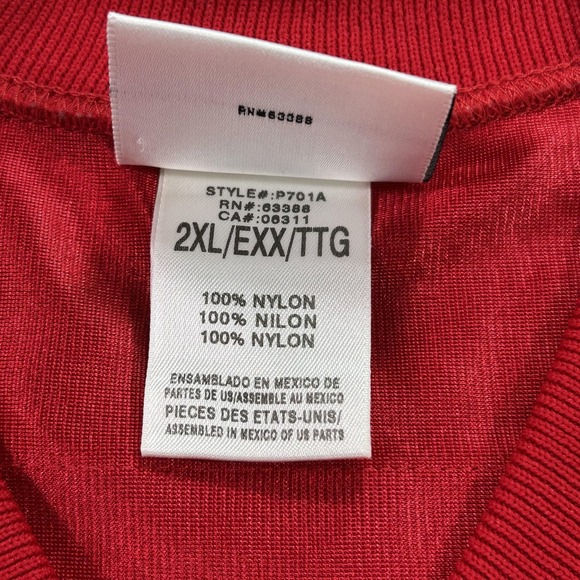 RN#63388
STYLE#:P701A
RN#:63388
CA#:06311
2XL/EXX/TTG
100% NYLON
100% NILON
100% NYLON
ENSAMBLADO EN MEXICO DE
PARTES DE US/ASSEMBLE AU MEXICO
PIECES DES ETATS-UNIS/
ASSEMBLED IN MEXICO OF US PARTS